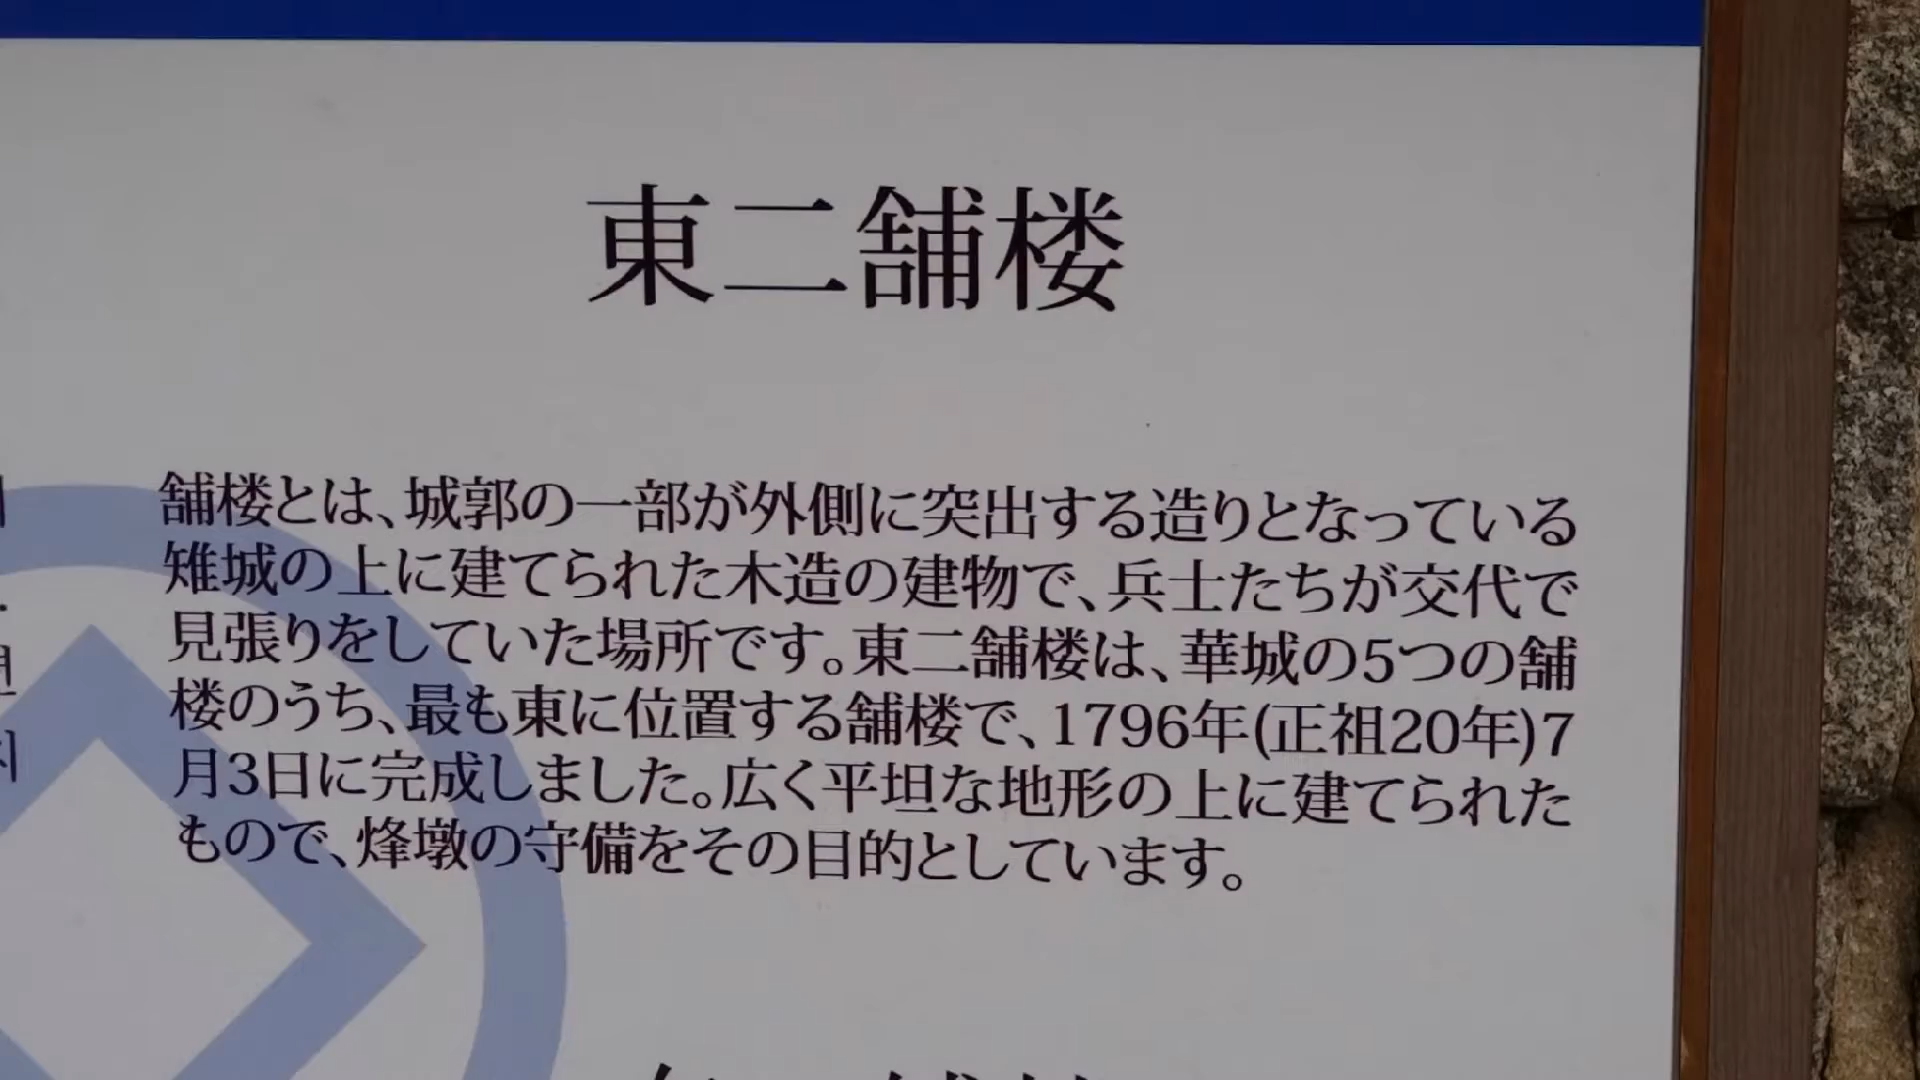 東二舗楼
舗楼とは、城郭の一部が外側に突出する造りとなっている
雉城の上に建てられた木造の建物で、兵士たちが交代で
見張りをしていた場所です。東二舗楼は、華城の5つの舗
楼のうち、最も東に位置する舗楼で、1796年(正祖20年)7
月3日に完成しました。広く平坦な地形の上に建てられた
もので、烽墩の守備をその目的としています。